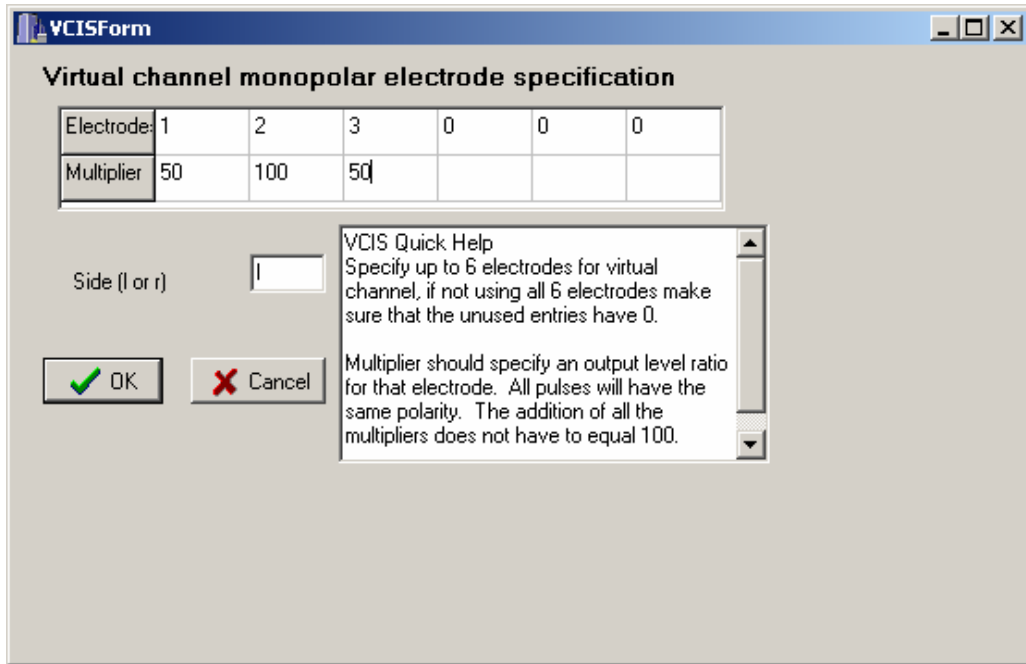 VCISForm
Virtual channel monopolar electrode specification
Electrode: 1 2 3 0 0 0
Multiplier 50 100 50
Side (l or r) l
VCIS Quick Help
Specify up to 6 electrodes for virtual
channel, if not using all 6 electrodes make
sure that the unused entries have 0.
Multiplier should specify an output level ratio
for that electrode. All pulses will have the
same polarity. The addition of all the
multipliers does not have to equal 100.
OK Cancel